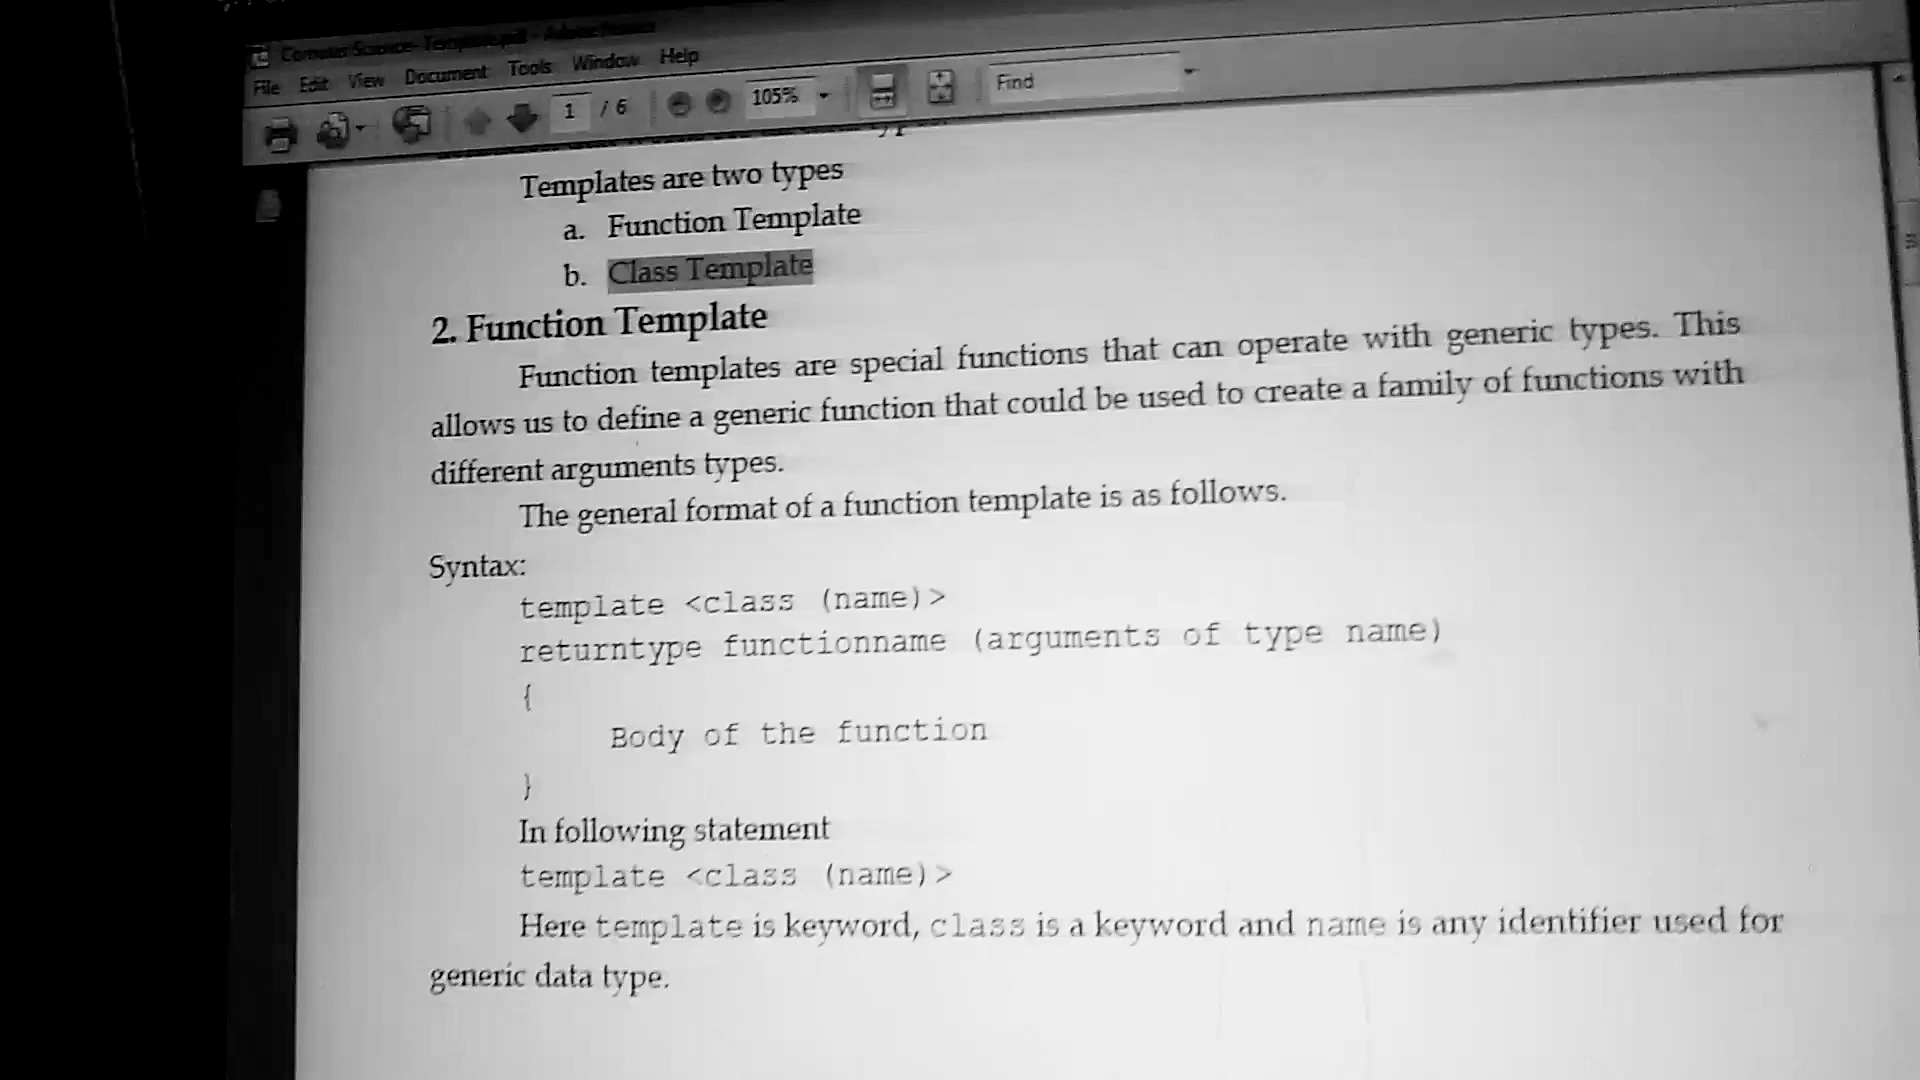 File Edit View Document Tools Window Help
1 / 6 105% Find
Templates are two types
a. Function Template
b. Class Template
2. Function Template
Function templates are special functions that can operate with generic types. This
allows us to define a generic function that could be used to create a family of functions with
different arguments types.
The general format of a function template is as follows.
Syntax:
template <class (name)>
returntype functionname (arguments of type name)
{
Body of the function
}
In following statement
template <class (name)>
Here template is keyword, class is a keyword and name is any identifier used for
generic data type.